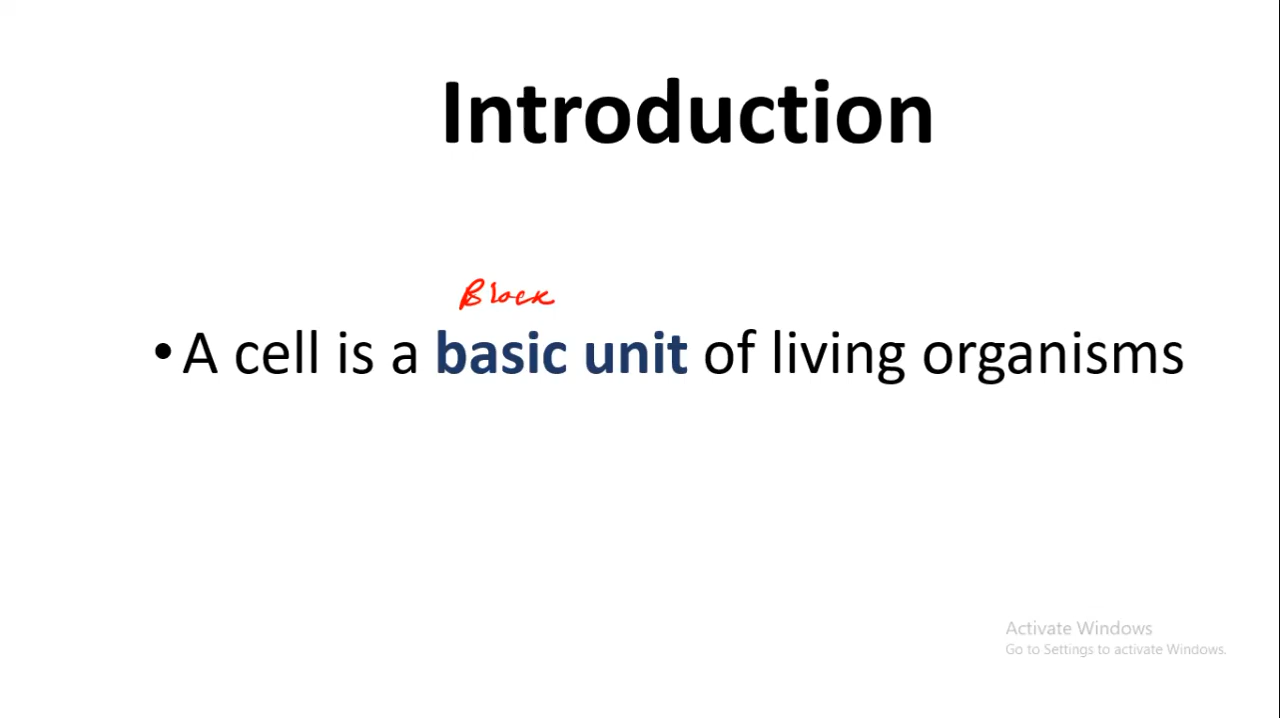 Introduction
Block
• A cell is a basic unit of living organisms
Activate Windows
Go to Settings to activate Windows.